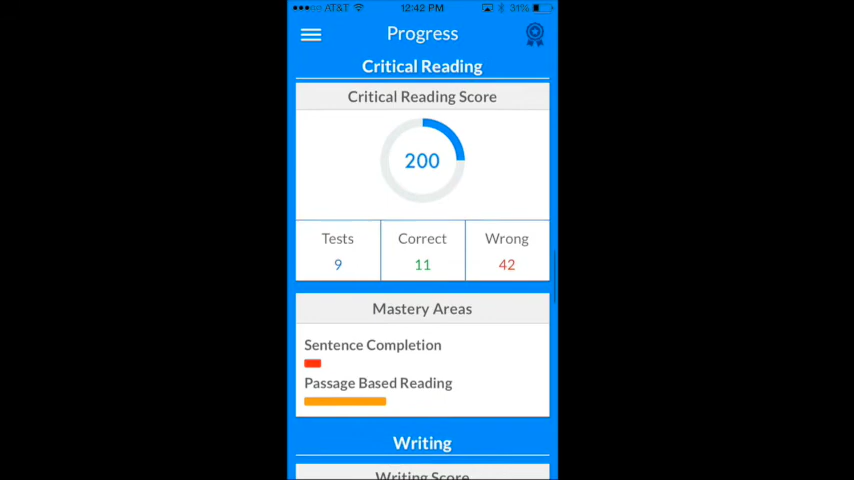 AT&T 12:42 PM 31%
Progress
Critical Reading
Critical Reading Score
200
Tests Correct Wrong
9 11 42
Mastery Areas
Sentence Completion
Passage Based Reading
Writing
Writing Score